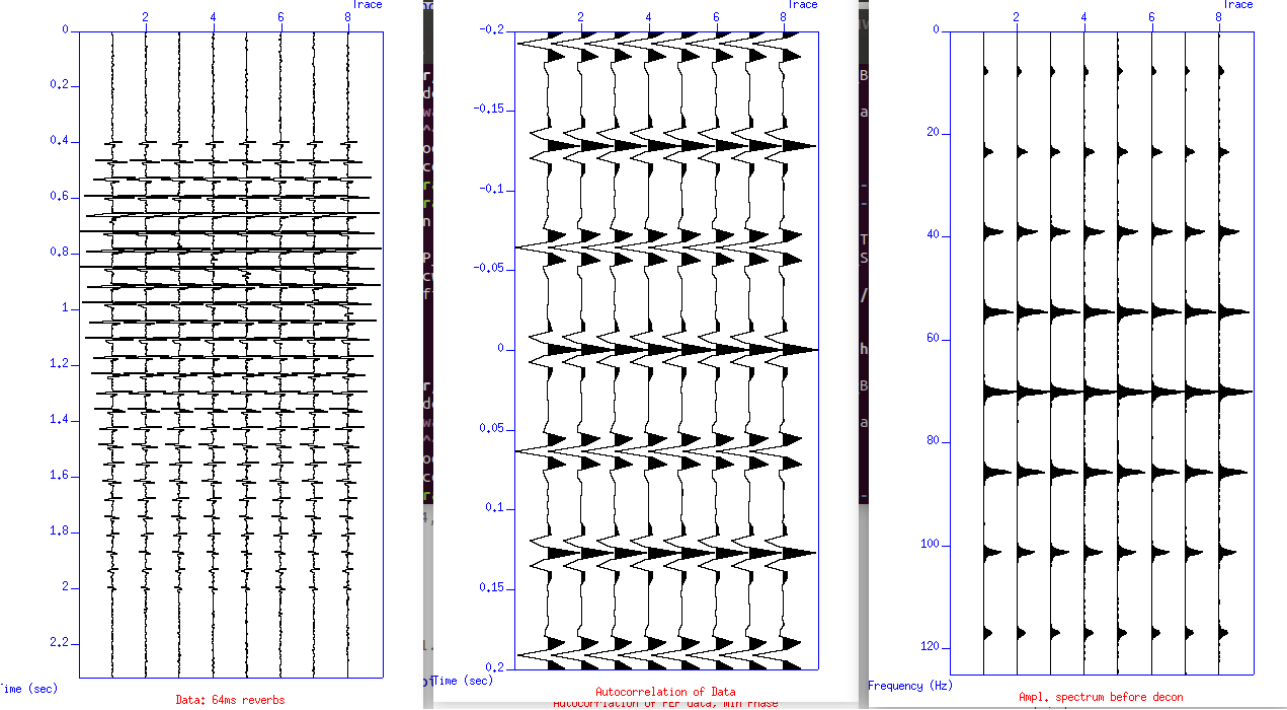 Trace
2 4 6 8
0
0.2
0.4
0.6
0.8
1
1.2
1.4
1.6
1.8
2
2.2
Time (sec)
Data: 64ms reverbs
Trace
2 4 6 8
-0.2
-0.15
-0.1
-0.05
0
0.05
0.1
0.15
0.2
Time (sec)
Autocorrelation of Data
Trace
2 4 6 8
0
20
40
60
80
100
120
Frequency (Hz)
Ampl. spectrum before decon